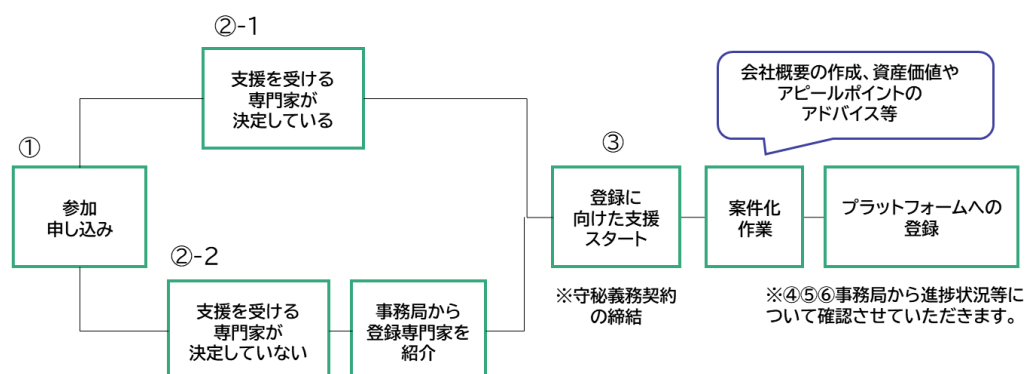 ①
参加
申し込み
②-1
支援を受ける
専門家が
決定している
②-2
支援を受ける
専門家が
決定していない
事務局から
登録専門家を
紹介
③
登録に
向けた支援
スタート
※守秘義務契約
の締結
会社概要の作成、資産価値や
アピールポイントの
アドバイス等
案件化
作業
プラットフォームへの
登録
※④⑤⑥事務局から進捗状況等に
ついて確認させていただきます。